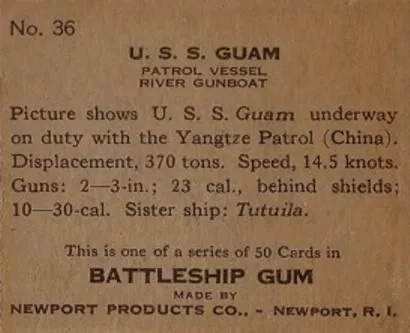 No. 36
U. S. S. GUAM
PATROL VESSEL
RIVER GUNBOAT
Picture shows U. S. S. Guam underway
on duty with the Yangtze Patrol (China).
Displacement, 370 tons. Speed, 14.5 knots.
Guns: 2—3-in.; 23 cal., behind shields;
10—30-cal. Sister ship: Tutuila.
This is one of a series of 50 Cards in
BATTLESHIP GUM
MADE BY
NEWPORT PRODUCTS CO., - NEWPORT, R. I.